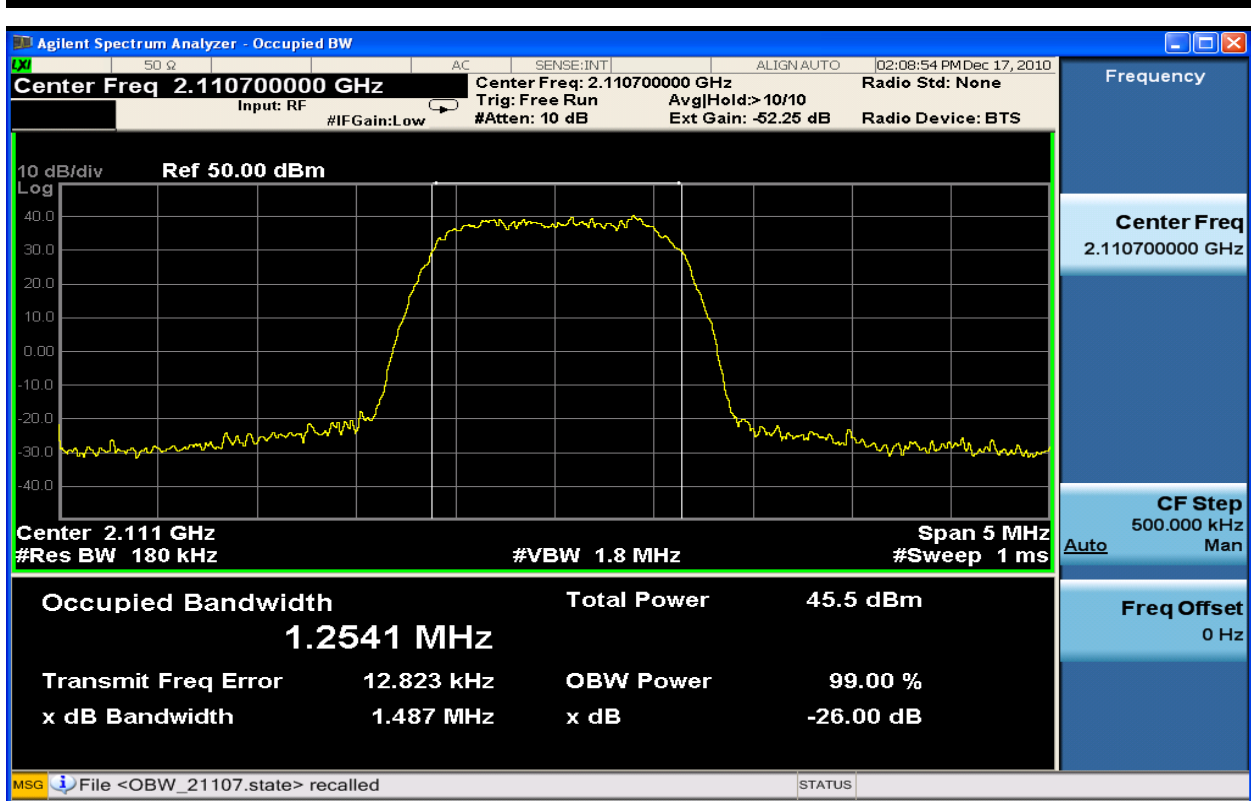 Agilent Spectrum Analyzer - Occupied BW
LXI 50 Ω AC SENSE:INT ALIGN AUTO 02:08:54 PM Dec 17, 2010
Center Freq 2.110700000 GHz
Input: RF
#IFGain:Low
Center Freq: 2.110700000 GHz
Trig: Free Run Avg|Hold:>10/10
#Atten: 10 dB Ext Gain: -52.25 dB
Radio Std: None
Radio Device: BTS
10 dB/div Ref 50.00 dBm
Log
40.0
30.0
20.0
10.0
0.00
-10.0
-20.0
-30.0
-40.0
Center 2.111 GHz Span 5 MHz
#Res BW 180 kHz #VBW 1.8 MHz #Sweep 1 ms
Occupied Bandwidth Total Power 45.5 dBm
1.2541 MHz
Transmit Freq Error 12.823 kHz OBW Power 99.00 %
x dB Bandwidth 1.487 MHz x dB -26.00 dB
Frequency
Center Freq
2.110700000 GHz
CF Step
500.000 kHz
Auto Man
Freq Offset
0 Hz
MSG File <OBW_21107.state> recalled STATUS